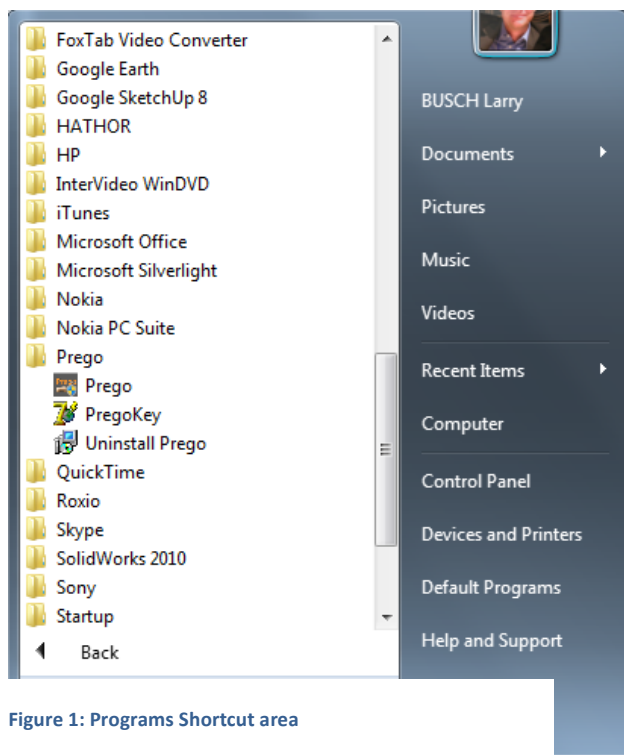 FoxTab Video Converter
Google Earth
Google SketchUp 8
HATHOR
HP
InterVideo WinDVD
iTunes
Microsoft Office
Microsoft Silverlight
Nokia
Nokia PC Suite
Prego
Prego
PregoKey
Uninstall Prego
QuickTime
Roxio
Skype
SolidWorks 2010
Sony
Startup
Back
BUSCH Larry
Documents
Pictures
Music
Videos
Recent Items
Computer
Control Panel
Devices and Printers
Default Programs
Help and Support
Figure 1: Programs Shortcut area